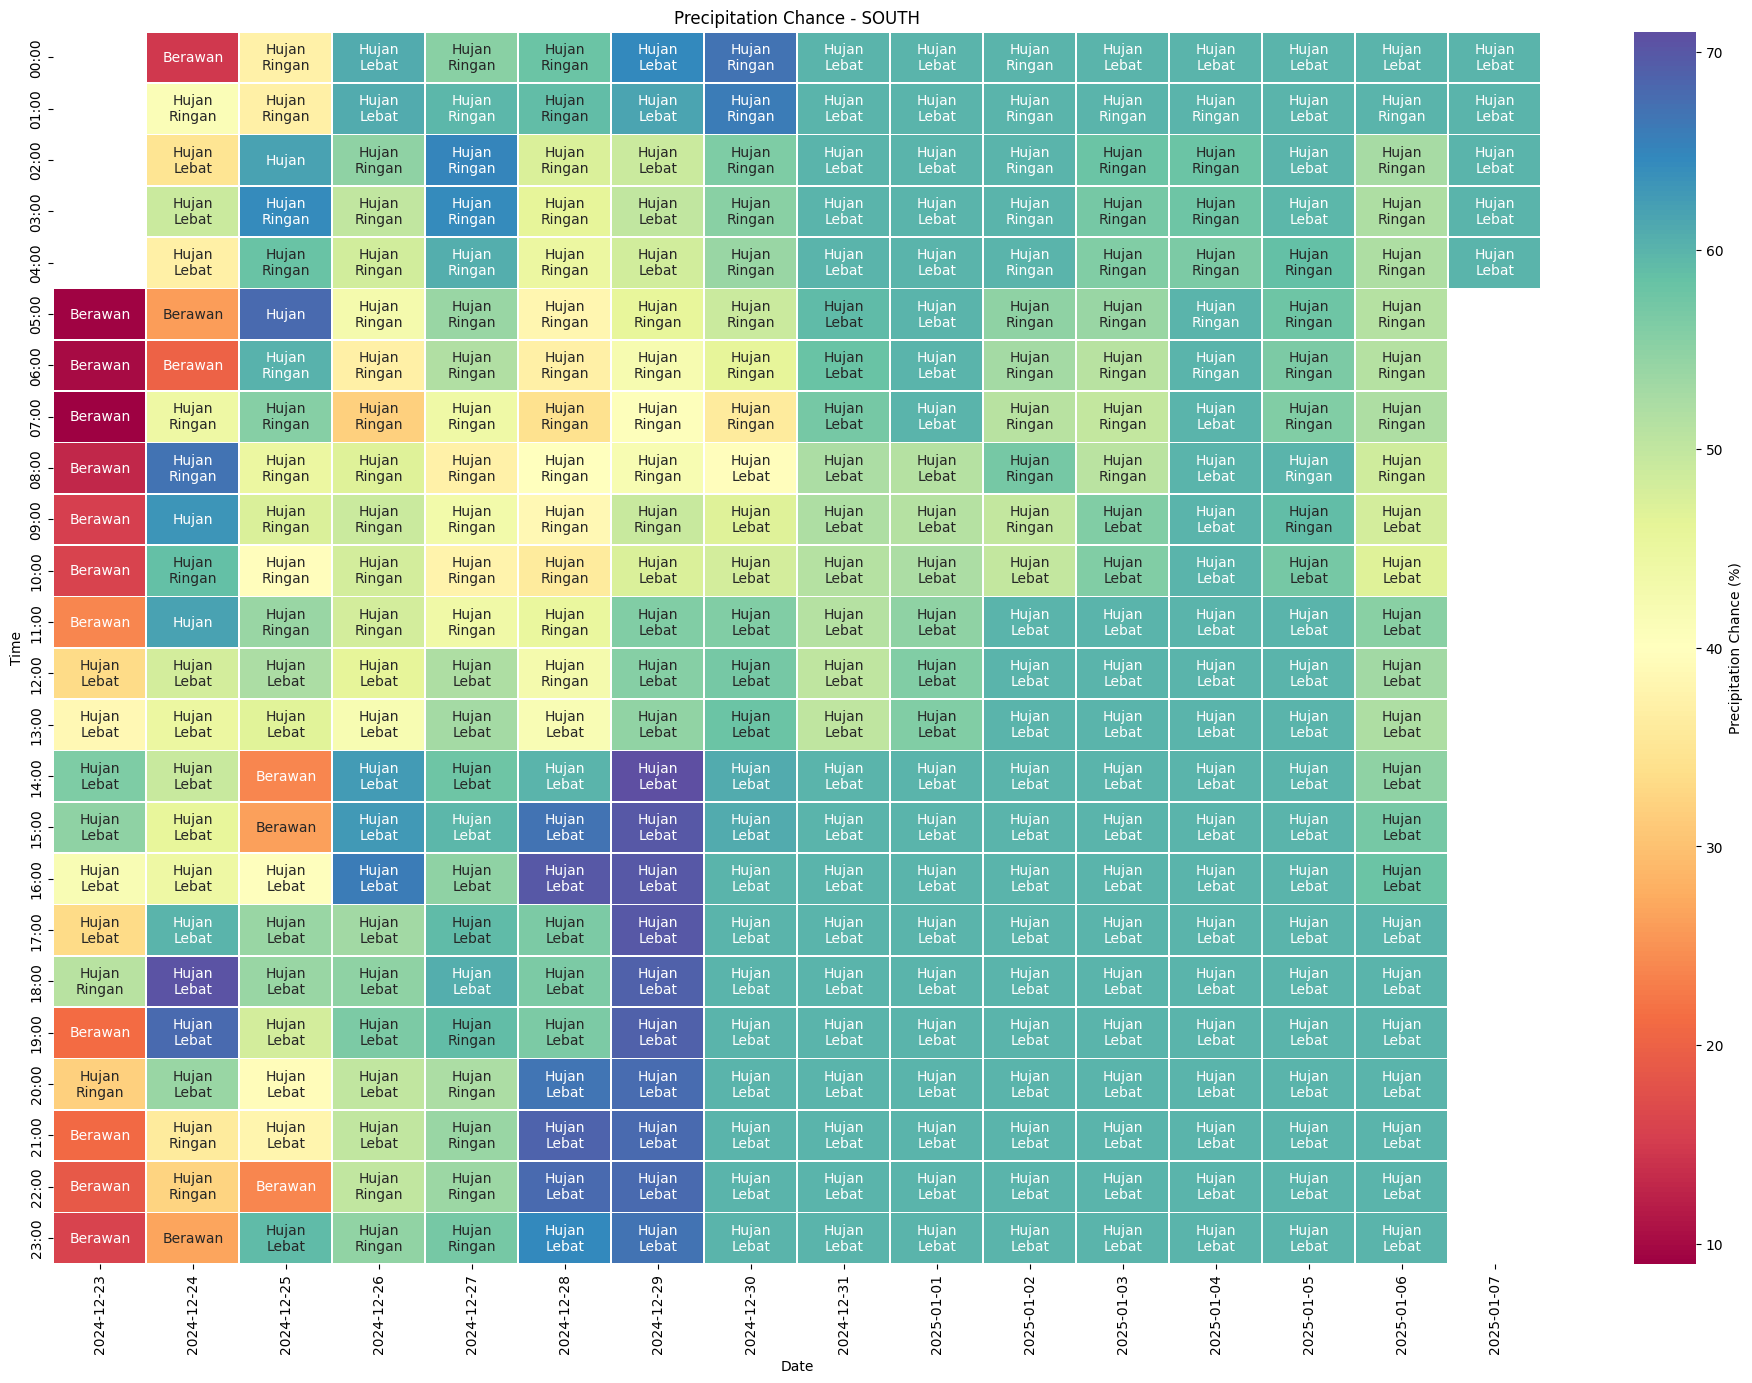 Precipitation Chance - SOUTH
00:00 Berawan Hujan Ringan Hujan Lebat Hujan Ringan Hujan Ringan Hujan Lebat Hujan Ringan Hujan Lebat Hujan Lebat Hujan Ringan Hujan Lebat Hujan Lebat Hujan Lebat Hujan Lebat Hujan Lebat
01:00 Hujan Ringan Hujan Ringan Hujan Lebat Hujan Ringan Hujan Ringan Hujan Lebat Hujan Ringan Hujan Lebat Hujan Lebat Hujan Ringan Hujan Ringan Hujan Ringan Hujan Lebat Hujan Ringan Hujan Lebat
02:00 Hujan Lebat Hujan Hujan Ringan Hujan Ringan Hujan Ringan Hujan Lebat Hujan Ringan Hujan Lebat Hujan Lebat Hujan Ringan Hujan Ringan Hujan Ringan Hujan Lebat Hujan Ringan Hujan Lebat
03:00 Hujan Lebat Hujan Ringan Hujan Ringan Hujan Ringan Hujan Ringan Hujan Lebat Hujan Ringan Hujan Lebat Hujan Lebat Hujan Ringan Hujan Ringan Hujan Ringan Hujan Lebat Hujan Ringan Hujan Lebat
04:00 Hujan Lebat Hujan Ringan Hujan Ringan Hujan Ringan Hujan Ringan Hujan Lebat Hujan Ringan Hujan Lebat Hujan Lebat Hujan Ringan Hujan Ringan Hujan Ringan Hujan Ringan Hujan Ringan Hujan Lebat
05:00 Berawan Berawan Hujan Hujan Ringan Hujan Ringan Hujan Ringan Hujan Ringan Hujan Ringan Hujan Lebat Hujan Lebat Hujan Ringan Hujan Ringan Hujan Ringan Hujan Ringan Hujan Ringan
06:00 Berawan Berawan Hujan Ringan Hujan Ringan Hujan Ringan Hujan Ringan Hujan Ringan Hujan Ringan Hujan Lebat Hujan Lebat Hujan Ringan Hujan Ringan Hujan Ringan Hujan Ringan Hujan Ringan
07:00 Berawan Hujan Ringan Hujan Ringan Hujan Ringan Hujan Ringan Hujan Ringan Hujan Ringan Hujan Ringan Hujan Lebat Hujan Lebat Hujan Ringan Hujan Ringan Hujan Lebat Hujan Ringan Hujan Ringan
08:00 Berawan Hujan Ringan Hujan Ringan Hujan Ringan Hujan Ringan Hujan Ringan Hujan Ringan Hujan Lebat Hujan Lebat Hujan Lebat Hujan Ringan Hujan Ringan Hujan Lebat Hujan Ringan Hujan Ringan
09:00 Berawan Hujan Hujan Ringan Hujan Ringan Hujan Ringan Hujan Ringan Hujan Ringan Hujan Lebat Hujan Lebat Hujan Lebat Hujan Ringan Hujan Lebat Hujan Lebat Hujan Ringan Hujan Lebat
10:00 Berawan Hujan Ringan Hujan Ringan Hujan Ringan Hujan Ringan Hujan Ringan Hujan Lebat Hujan Lebat Hujan Lebat Hujan Lebat Hujan Lebat Hujan Lebat Hujan Lebat Hujan Lebat Hujan Lebat
11:00 Berawan Hujan Hujan Ringan Hujan Ringan Hujan Ringan Hujan Ringan Hujan Lebat Hujan Lebat Hujan Lebat Hujan Lebat Hujan Lebat Hujan Lebat Hujan Lebat Hujan Lebat Hujan Lebat
12:00 Hujan Lebat Hujan Lebat Hujan Lebat Hujan Lebat Hujan Lebat Hujan Ringan Hujan Lebat Hujan Lebat Hujan Lebat Hujan Lebat Hujan Lebat Hujan Lebat Hujan Lebat Hujan Lebat Hujan Lebat
13:00 Hujan Lebat Hujan Lebat Hujan Lebat Hujan Lebat Hujan Lebat Hujan Lebat Hujan Lebat Hujan Lebat Hujan Lebat Hujan Lebat Hujan Lebat Hujan Lebat Hujan Lebat Hujan Lebat Hujan Lebat
14:00 Hujan Lebat Hujan Lebat Berawan Hujan Lebat Hujan Lebat Hujan Lebat Hujan Lebat Hujan Lebat Hujan Lebat Hujan Lebat Hujan Lebat Hujan Lebat Hujan Lebat Hujan Lebat Hujan Lebat
15:00 Hujan Lebat Hujan Lebat Berawan Hujan Lebat Hujan Lebat Hujan Lebat Hujan Lebat Hujan Lebat Hujan Lebat Hujan Lebat Hujan Lebat Hujan Lebat Hujan Lebat Hujan Lebat Hujan Lebat
16:00 Hujan Lebat Hujan Lebat Hujan Lebat Hujan Lebat Hujan Lebat Hujan Lebat Hujan Lebat Hujan Lebat Hujan Lebat Hujan Lebat Hujan Lebat Hujan Lebat Hujan Lebat Hujan Lebat Hujan Lebat
17:00 Hujan Lebat Hujan Lebat Hujan Lebat Hujan Lebat Hujan Lebat Hujan Lebat Hujan Lebat Hujan Lebat Hujan Lebat Hujan Lebat Hujan Lebat Hujan Lebat Hujan Lebat Hujan Lebat Hujan Lebat
18:00 Hujan Ringan Hujan Lebat Hujan Lebat Hujan Lebat Hujan Lebat Hujan Lebat Hujan Lebat Hujan Lebat Hujan Lebat Hujan Lebat Hujan Lebat Hujan Lebat Hujan Lebat Hujan Lebat Hujan Lebat
19:00 Berawan Hujan Lebat Hujan Lebat Hujan Lebat Hujan Ringan Hujan Lebat Hujan Lebat Hujan Lebat Hujan Lebat Hujan Lebat Hujan Lebat Hujan Lebat Hujan Lebat Hujan Lebat Hujan Lebat
20:00 Hujan Ringan Hujan Lebat Hujan Lebat Hujan Lebat Hujan Ringan Hujan Lebat Hujan Lebat Hujan Lebat Hujan Lebat Hujan Lebat Hujan Lebat Hujan Lebat Hujan Lebat Hujan Lebat Hujan Lebat
21:00 Berawan Hujan Ringan Hujan Lebat Hujan Lebat Hujan Ringan Hujan Lebat Hujan Lebat Hujan Lebat Hujan Lebat Hujan Lebat Hujan Lebat Hujan Lebat Hujan Lebat Hujan Lebat Hujan Lebat
22:00 Berawan Hujan Ringan Berawan Hujan Ringan Hujan Ringan Hujan Lebat Hujan Lebat Hujan Lebat Hujan Lebat Hujan Lebat Hujan Lebat Hujan Lebat Hujan Lebat Hujan Lebat Hujan Lebat
23:00 Berawan Berawan Hujan Lebat Hujan Ringan Hujan Ringan Hujan Lebat Hujan Lebat Hujan Lebat Hujan Lebat Hujan Lebat Hujan Lebat Hujan Lebat Hujan Lebat Hujan Lebat Hujan Lebat
Time
2024-12-23 2024-12-24 2024-12-25 2024-12-26 2024-12-27 2024-12-28 2024-12-29 2024-12-30 2024-12-31 2025-01-01 2025-01-02 2025-01-03 2025-01-04 2025-01-05 2025-01-06 2025-01-07
Date
70
60
50
40
30
20
10
Precipitation Chance (%)